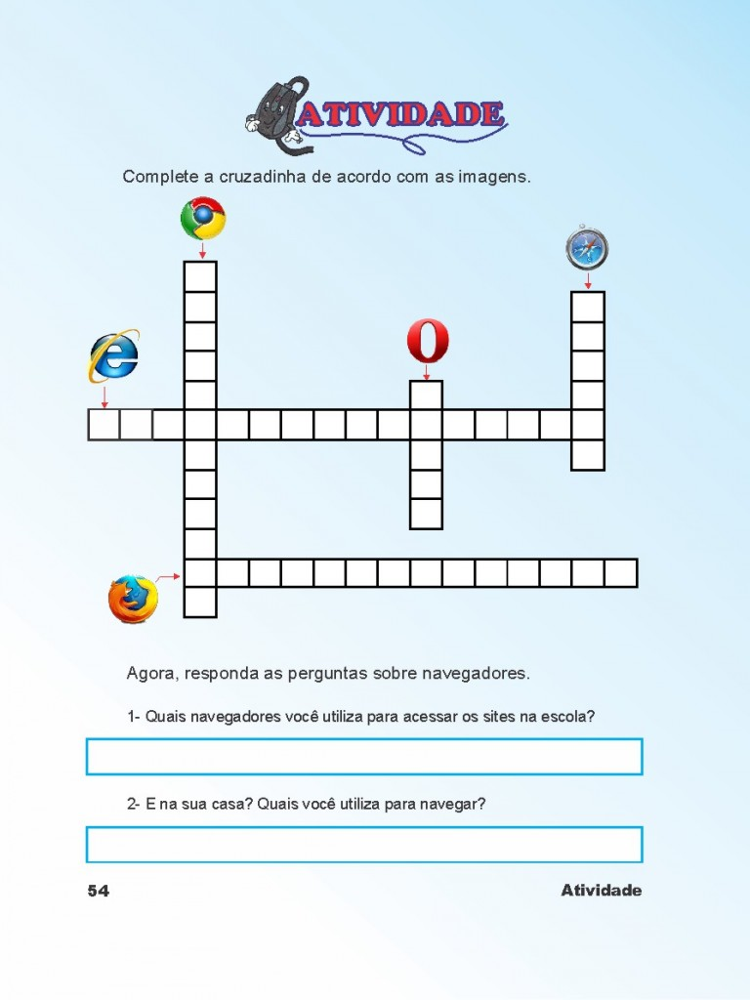 ATIVIDADE
Complete a cruzadinha de acordo com as imagens.
Agora, responda as perguntas sobre navegadores.
1- Quais navegadores você utiliza para acessar os sites na escola?
2- E na sua casa? Quais você utiliza para navegar?
54
Atividade